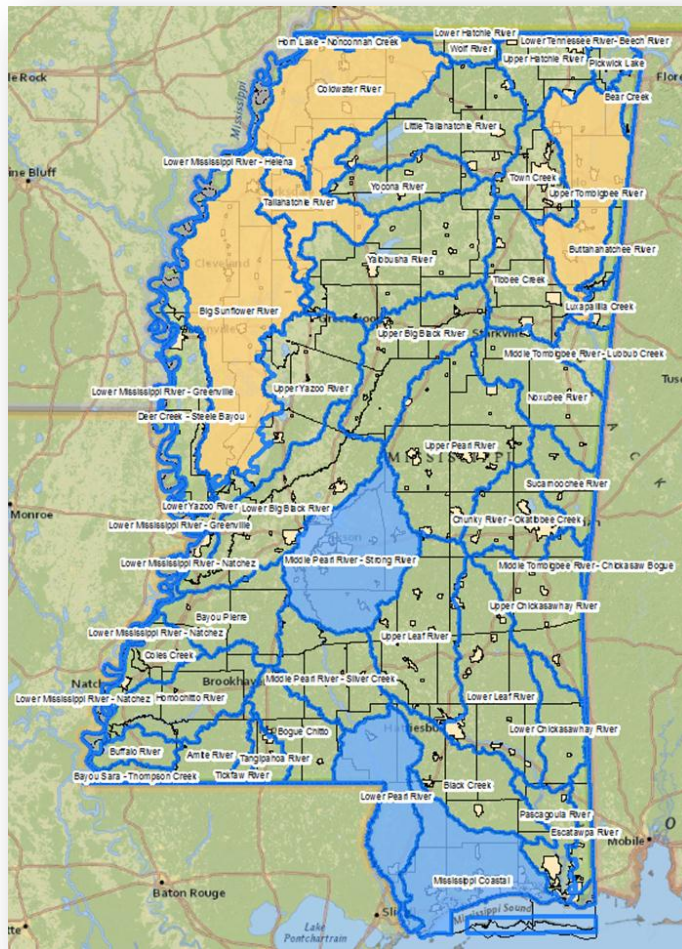 Lower Hatchie River
Horn Lake - Nonconnah Creek
Lower Tennessee River- Beech River
Wolf River
Upper Hatchie River
Pickwick Lake
Mississippi
Coldwater River
Bear Creek
Little Tallahatchie River
Lower Mississippi River - Helena
Town Creek
ine Bluff
Yocona River
Upper Tombigbee River
Tallahatchie River
Buttahatchee River
Yalobusha River
Cleveland
Tibbee Creek
Luxapallila Creek
Big Sunflower River
Upper Big Black River
Starkville
Middle Tombigbee River - Lubbub Creek
Lower Mississippi River - Greenville
Upper Yazoo River
Noxubee River
Deer Creek - Steele Bayou
Upper Pearl River
MISSISSIPPI
Sucarnoochee River
Lower Yazoo River
Lower Big Black River
Monroe
Lower Mississippi River - Greenville
Chunky River - Okatibbee Creek
Lower Mississippi River - Natchez
Middle Pearl River - Strong River
Middle Tombigbee River - Chickasaw Bogue
Upper Chickasawhay River
Bayou Pierre
Lower Mississippi River - Natchez
Upper Leaf River
Coles Creek
Natch
Brookhav
Middle Pearl River - Silver Creek
Lower Mississippi River - Natchez
Homochitto River
Lower Leaf River
Bogue Chitto
Lower Chickasawhay River
Buffalo River
Amite River
Tangipahoa River
Bayou Sara - Thompson Creek
Tickfaw River
Black Creek
Lower Pearl River
Pascagoula River
Escatawpa River
Mobile
Mississippi Coastal
Baton Rouge
Mississippi Sound
Lake
Pontchartrain